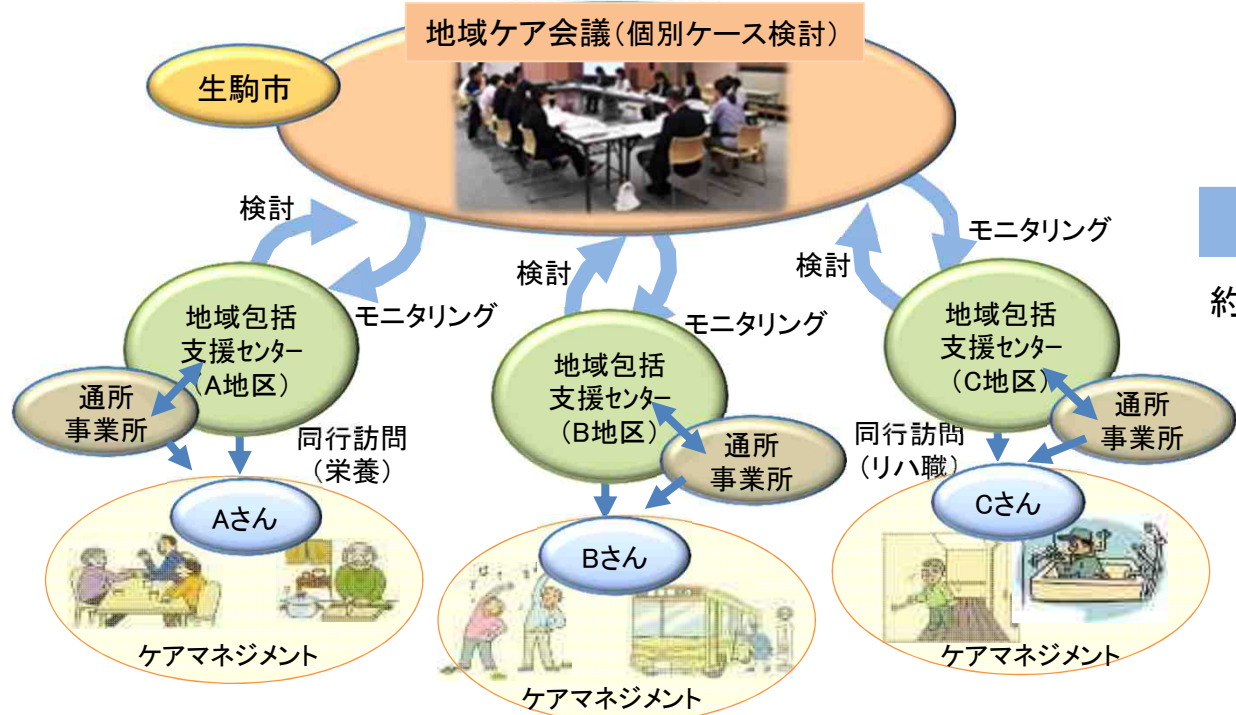 地域ケア会議(個別ケース検討)
生駒市
検討
モニタリング
検討
モニタリング
検討
モニタリング
約
地域包括
支援センター
(A地区)
通所
事業所
同行訪問
(栄養)
Aさん
ケアマネジメント
地域包括
支援センター
(B地区)
通所
事業所
Bさん
ケアマネジメント
地域包括
支援センター
(C地区)
通所
事業所
同行訪問
(リハ職)
Cさん
ケアマネジメント